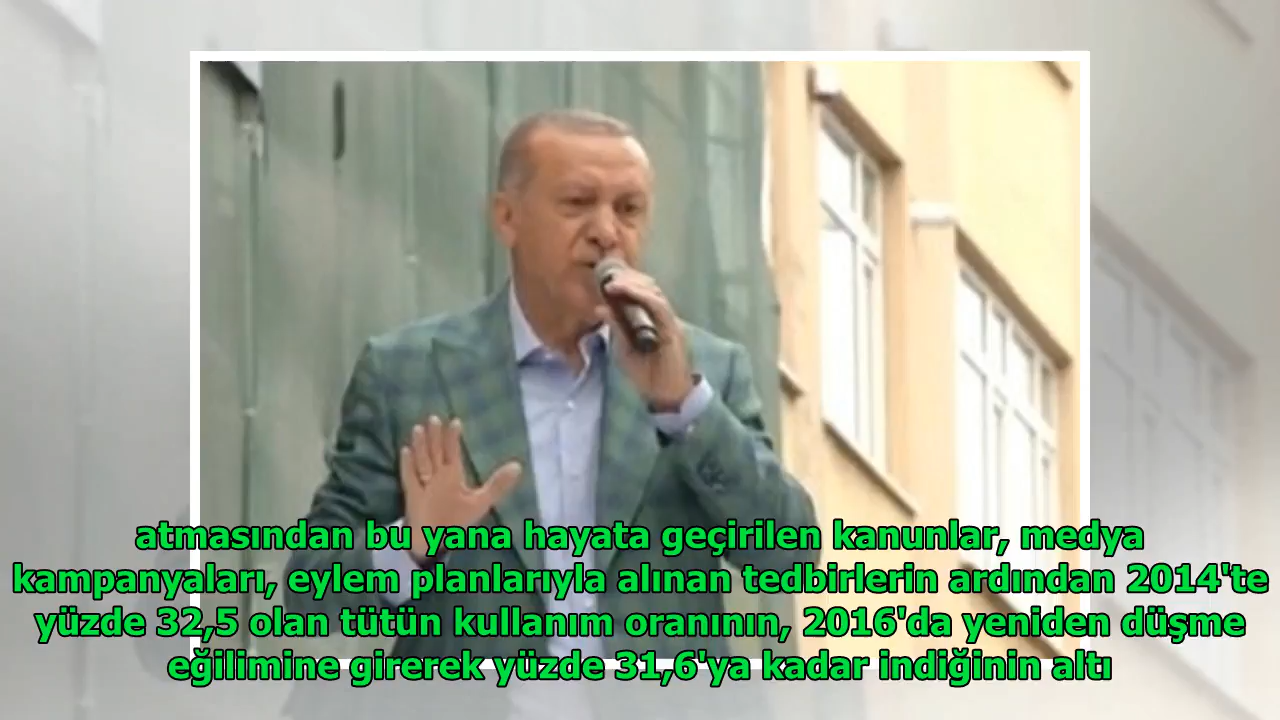 atmasından bu yana hayata geçirilen kanunlar, medya
kampanyaları, eylem planlarıyla alınan tedbirlerin ardından 2014'te
yüzde 32,5 olan tütün kullanım oranının, 2016'da yeniden düşme
eğilimine girerek yüzde 31,6'ya kadar indiğinin altı